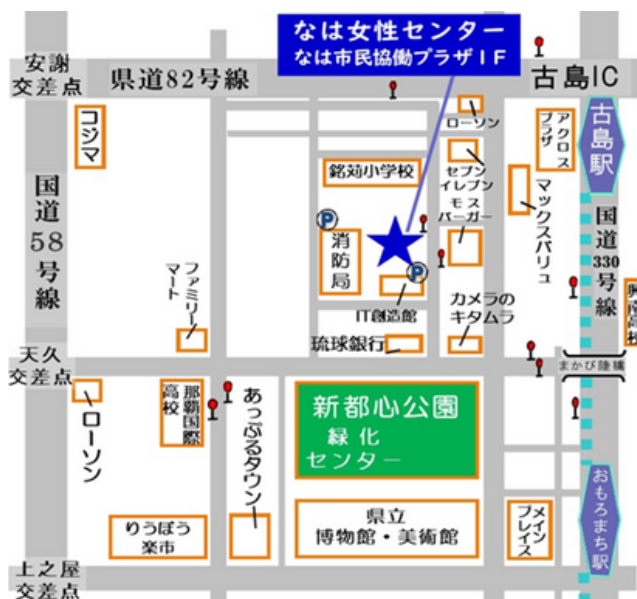 なは女性センター
なは市民協働プラザ1F
安謝
交差点
県道82号線
古島IC
コジマ
ローソン
アクロス
プラザ
古島駅
銘苅小学校
セブン
イレブン
モス
バーガー
マックスバリュ
国道58号線
国道330号線
P
消防局
P
ファミリー
マート
IT創造館
カメラの
キタムラ
興南高校
琉球銀行
天久
交差点
まかび陸橋
ローソン
那覇国際
高校
あっぷるタウン
新都心公園
緑化
センター
おもろまち駅
りうぼう
楽市
県立
博物館・美術館
メイン
プレイス
上之屋
交差点